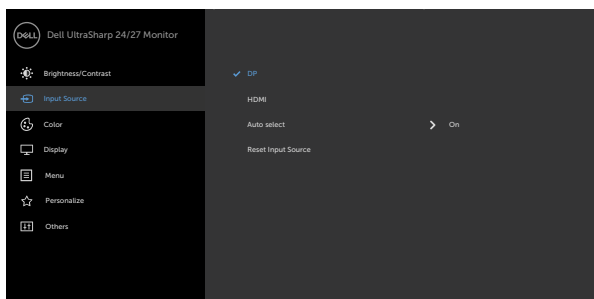 DELL Dell UltraSharp 24/27 Monitor
Brightness/Contrast
Input Source
Color
Display
Menu
Personalize
Others
DP
HDMI
Auto select On
Reset Input Source